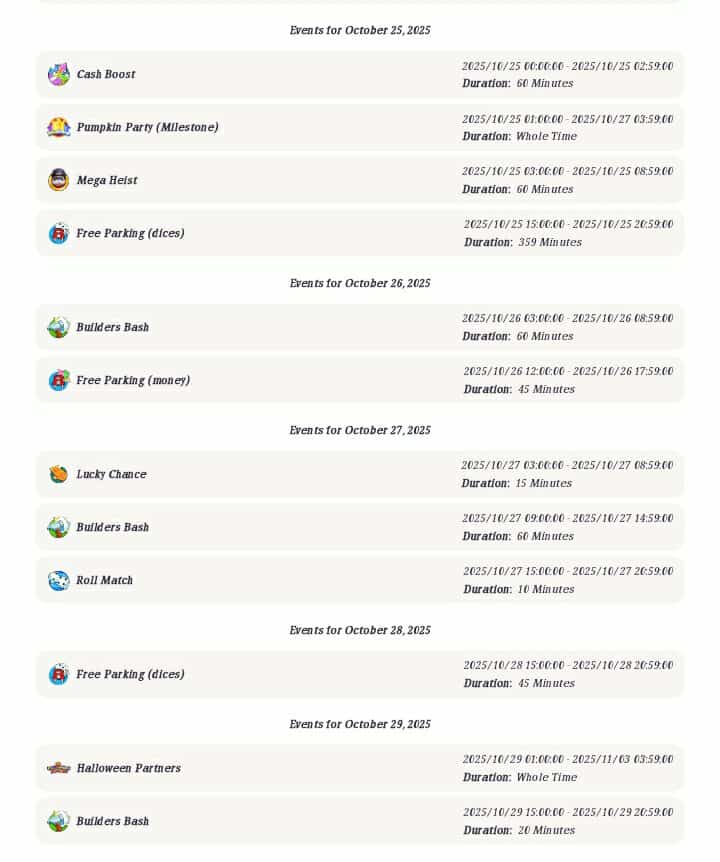 Events for October 25, 2025
Cash Boost
2025/10/25 00:00:00 - 2025/10/25 02:59:00
Duration: 60 Minutes
Pumpkin Party (Milestone)
2025/10/25 01:00:00 - 2025/10/27 03:59:00
Duration: Whole Time
Mega Heist
2025/10/25 03:00:00 - 2025/10/25 08:59:00
Duration: 60 Minutes
Free Parking (dices)
2025/10/25 15:00:00 - 2025/10/25 20:59:00
Duration: 359 Minutes
Events for October 26, 2025
Builders Bash
2025/10/26 03:00:00 - 2025/10/26 08:59:00
Duration: 60 Minutes
Free Parking (money)
2025/10/26 12:00:00 - 2025/10/26 17:59:00
Duration: 45 Minutes
Events for October 27, 2025
Lucky Chance
2025/10/27 03:00:00 - 2025/10/27 08:59:00
Duration: 15 Minutes
Builders Bash
2025/10/27 09:00:00 - 2025/10/27 14:59:00
Duration: 60 Minutes
Roll Match
2025/10/27 15:00:00 - 2025/10/27 20:59:00
Duration: 10 Minutes
Events for October 28, 2025
Free Parking (dices)
2025/10/28 15:00:00 - 2025/10/28 20:59:00
Duration: 45 Minutes
Events for October 29, 2025
Halloween Partners
2025/10/29 01:00:00 - 2025/11/03 03:59:00
Duration: Whole Time
Builders Bash
2025/10/29 15:00:00 - 2025/10/29 20:59:00
Duration: 20 Minutes